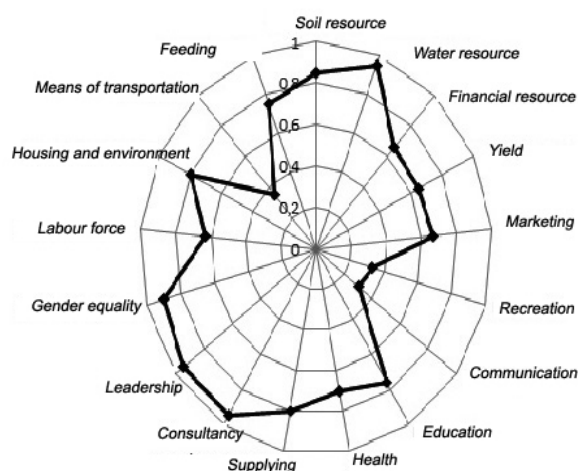 Soil resource
1
Feeding
Water resource
Means of transportation
0.8
Financial resource
0.6
Housing and environment
Yield
0.4
Labour force
0.2
Marketing
0
Gender equality
Recreation
Leadership
Communication
Consultancy
Education
Supplying
Health